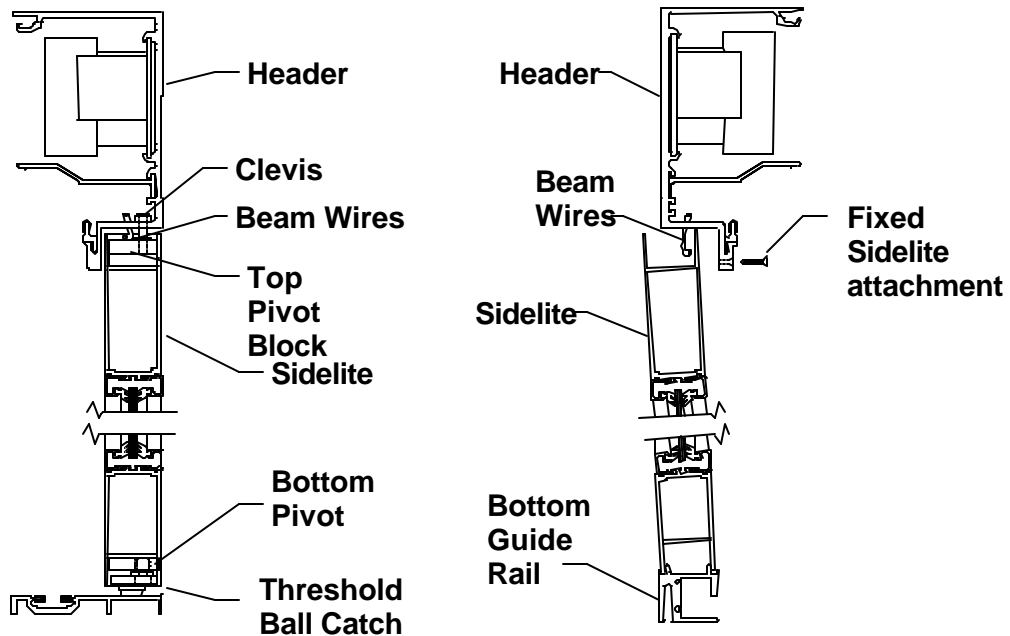 Header
Clevis
Beam Wires
Top
Pivot
Block
Sidelite
Bottom
Pivot
Threshold
Ball Catch
Header
Beam
Wires
Fixed
Sidelite
attachment
Sidelite
Bottom
Guide
Rail